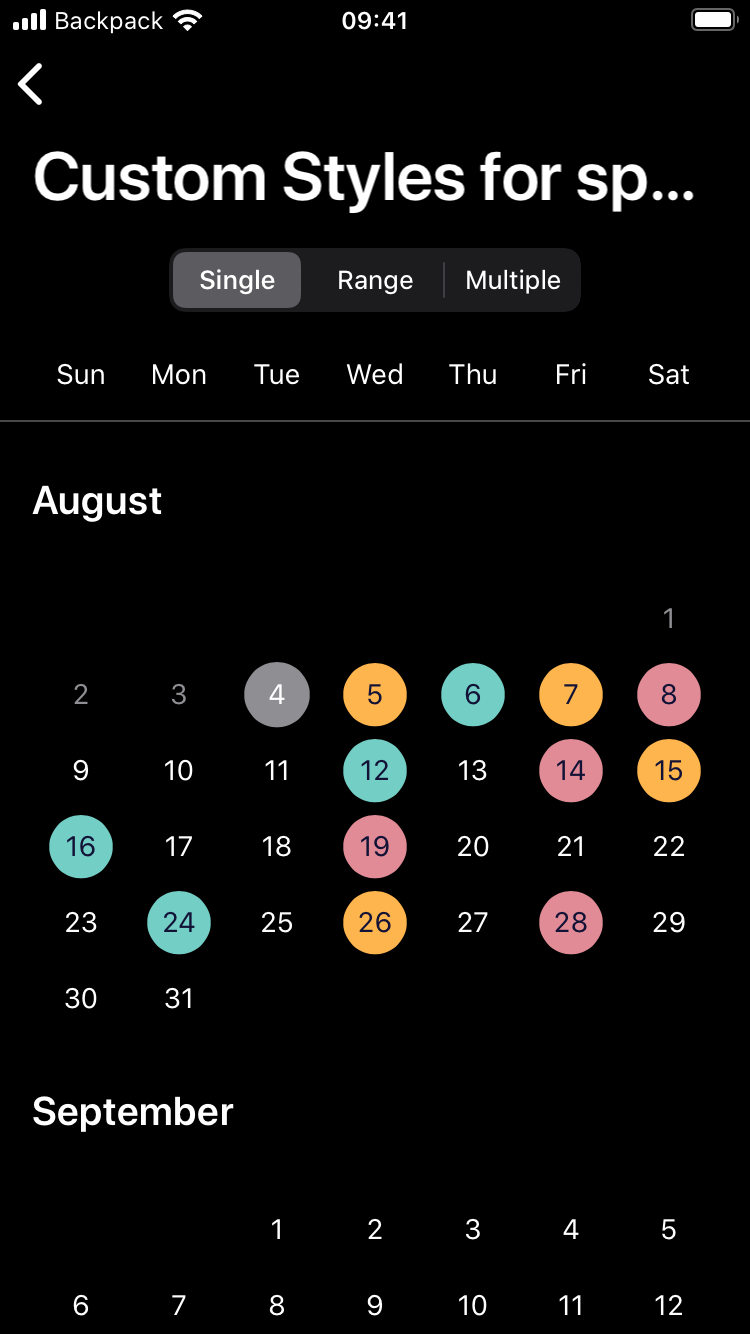 Backpack 09:41
Custom Styles for sp...
Single Range Multiple
Sun Mon Tue Wed Thu Fri Sat
August
1
2 3 4 5 6 7 8
9 10 11 12 13 14 15
16 17 18 19 20 21 22
23 24 25 26 27 28 29
30 31
September
1 2 3 4 5
6 7 8 9 10 11 12